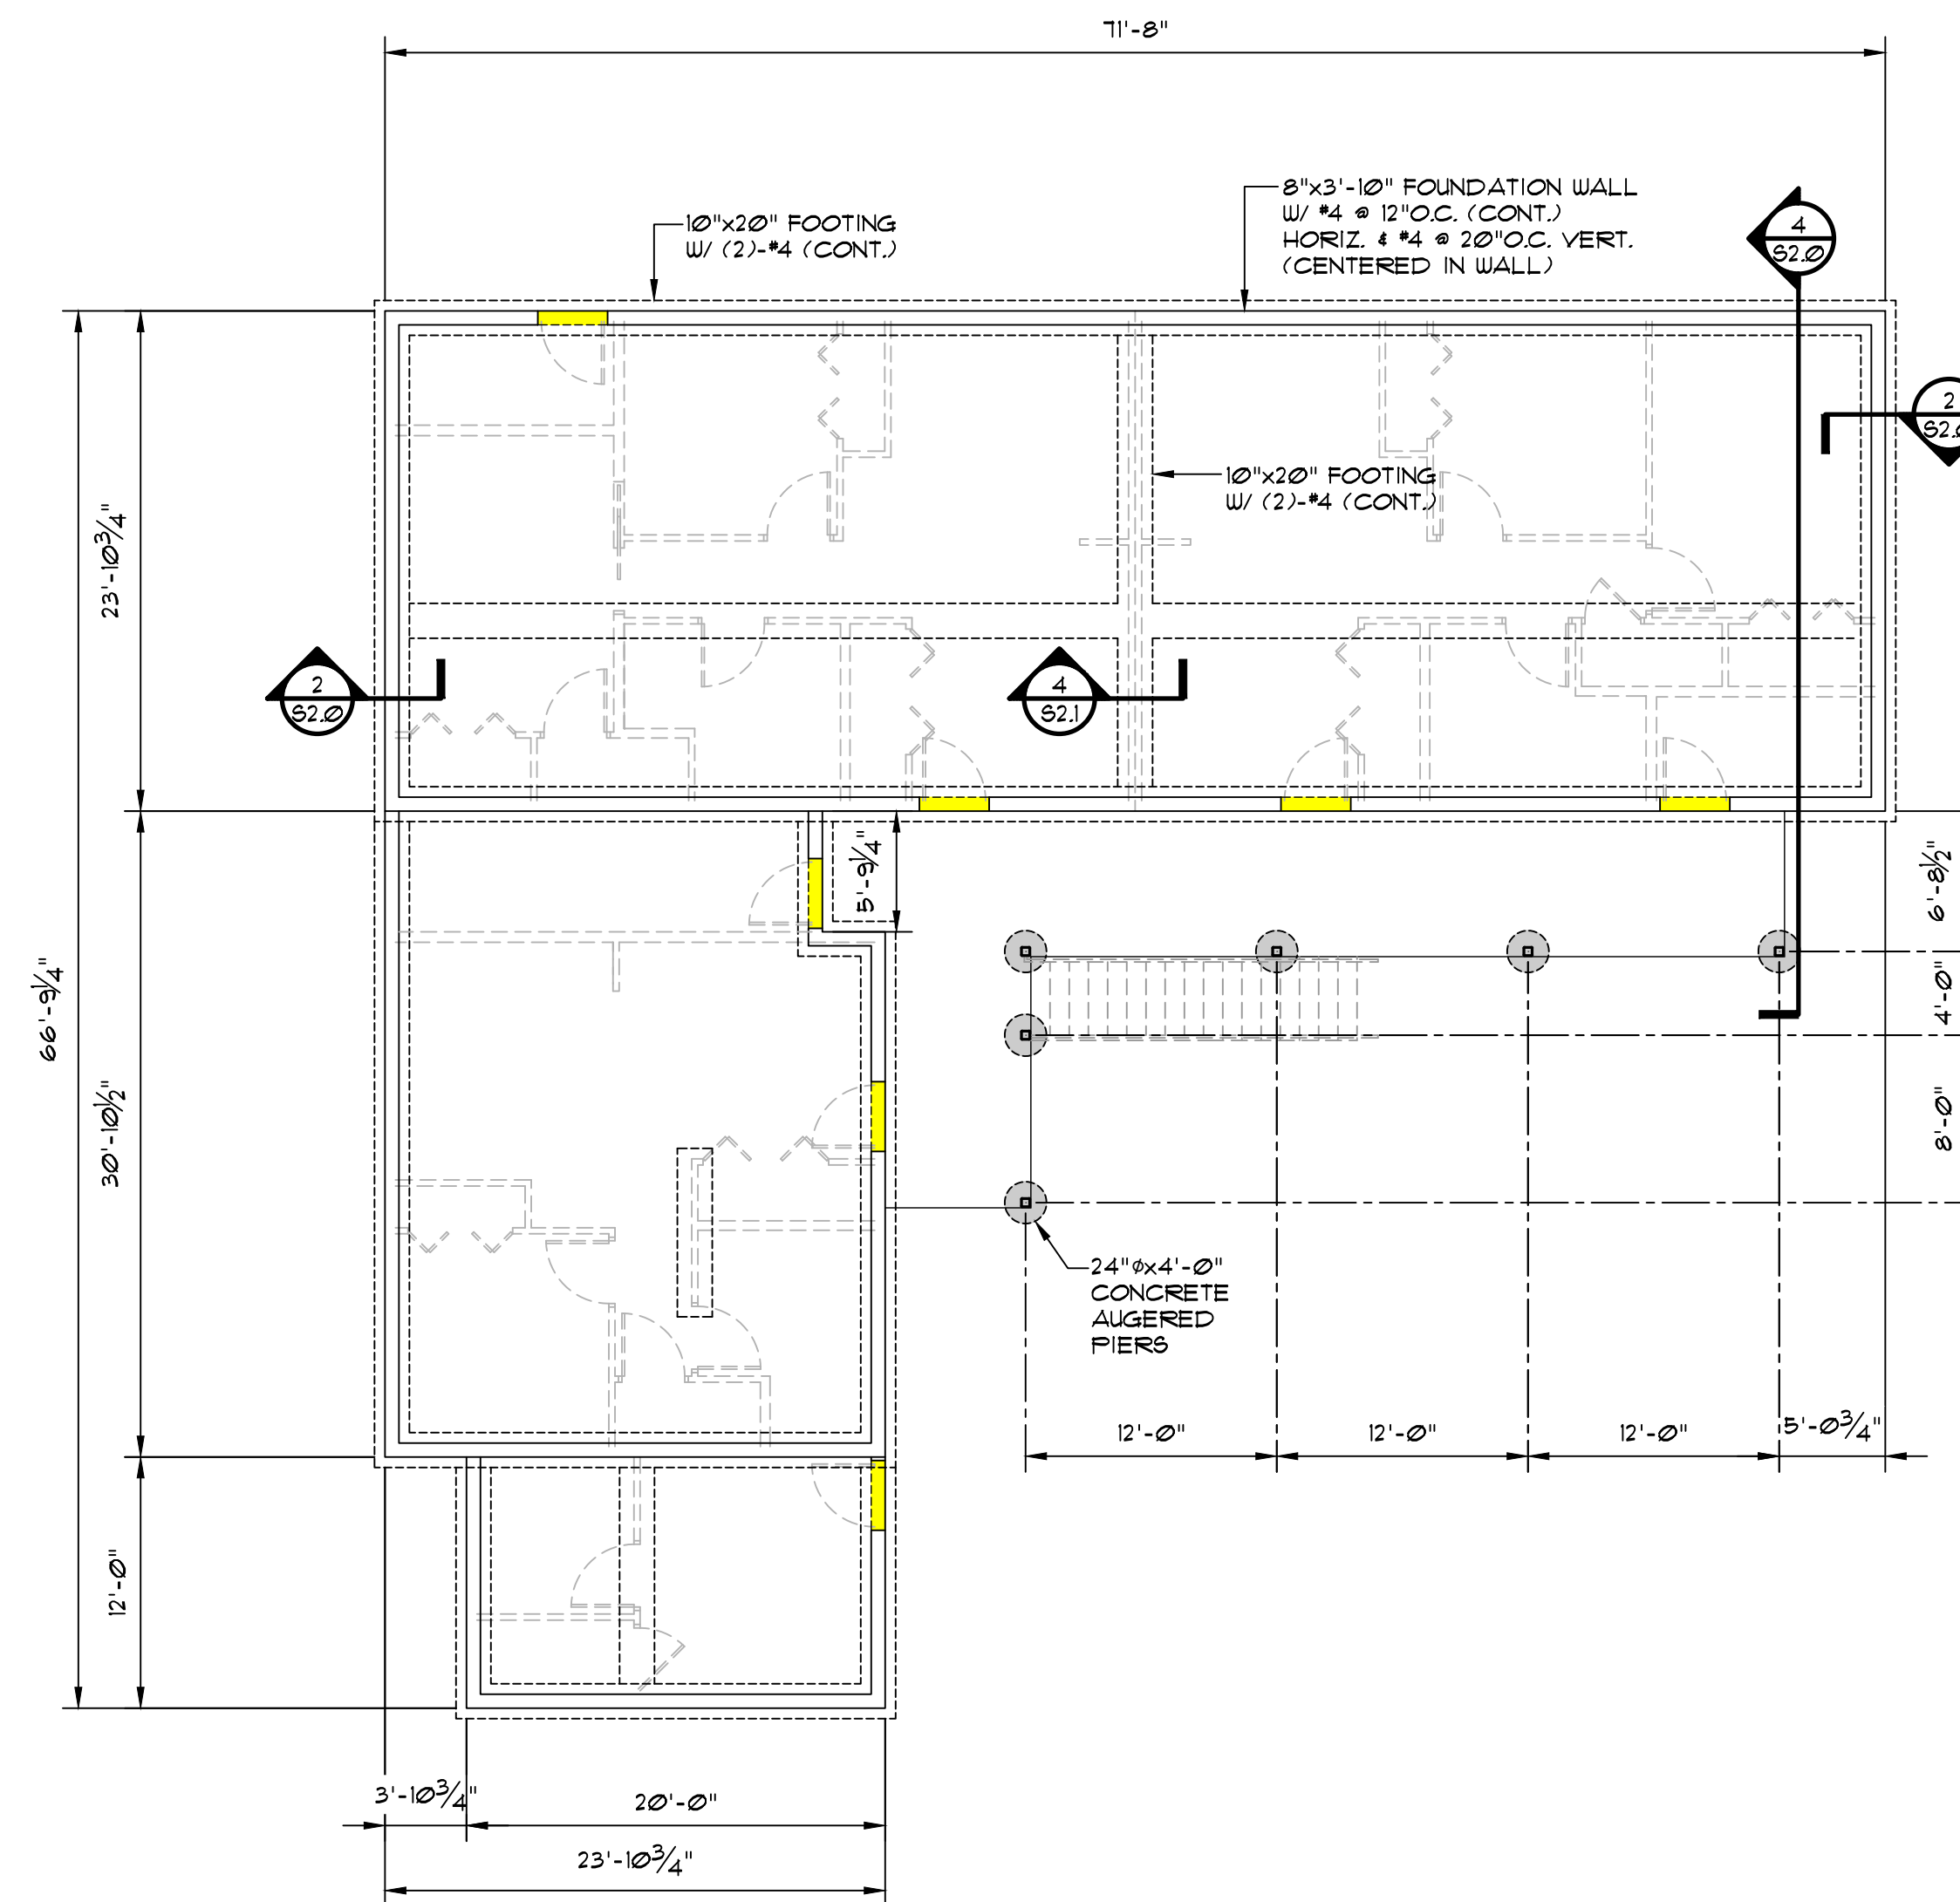 71'-8"
10"x20" FOOTING
W/ (2)-#4 (CONT.)
8"x3'-10" FOUNDATION WALL
W/ #4 @ 12"O.C. (CONT.)
HORIZ. & #4 @ 20"O.C. VERT.
(CENTERED IN WALL)
4
S2.0
2
10"x20" FOOTING
W/ (2)-#4 (CONT.)
23'-10 3/4"
2
S2.0
4
S2.1
5'-9 1/4"
6'-8 1/2"
66'-9 1/4"
4'-0"
30'-10 1/2"
8'-0"
24"øx4'-0"
CONCRETE
AUGERED
PIERS
12'-0"
12'-0"
12'-0"
5'-0 3/4"
12'-0"
3'-10 3/4"
20'-0"
23'-10 3/4"